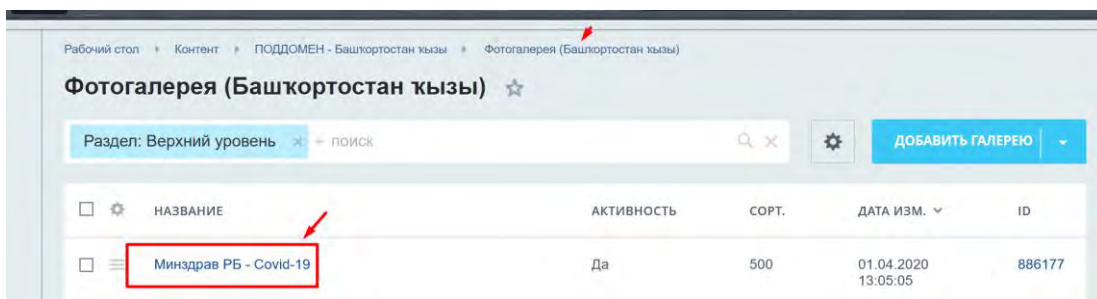 Рабочий стол Контент ПОДДОМЕН - Башҡортостан ҡызы Фотогалерея (Башҡортостан ҡызы)
Фотогалерея (Башҡортостан ҡызы)
Раздел: Верхний уровень × + поиск
ДОБАВИТЬ ГАЛЕРЕЮ
НАЗВАНИЕ АКТИВНОСТЬ СОРТ. ДАТА ИЗМ. ID
Минздрав РБ - Covid-19 Да 500 01.04.2020 886177
13:05:05